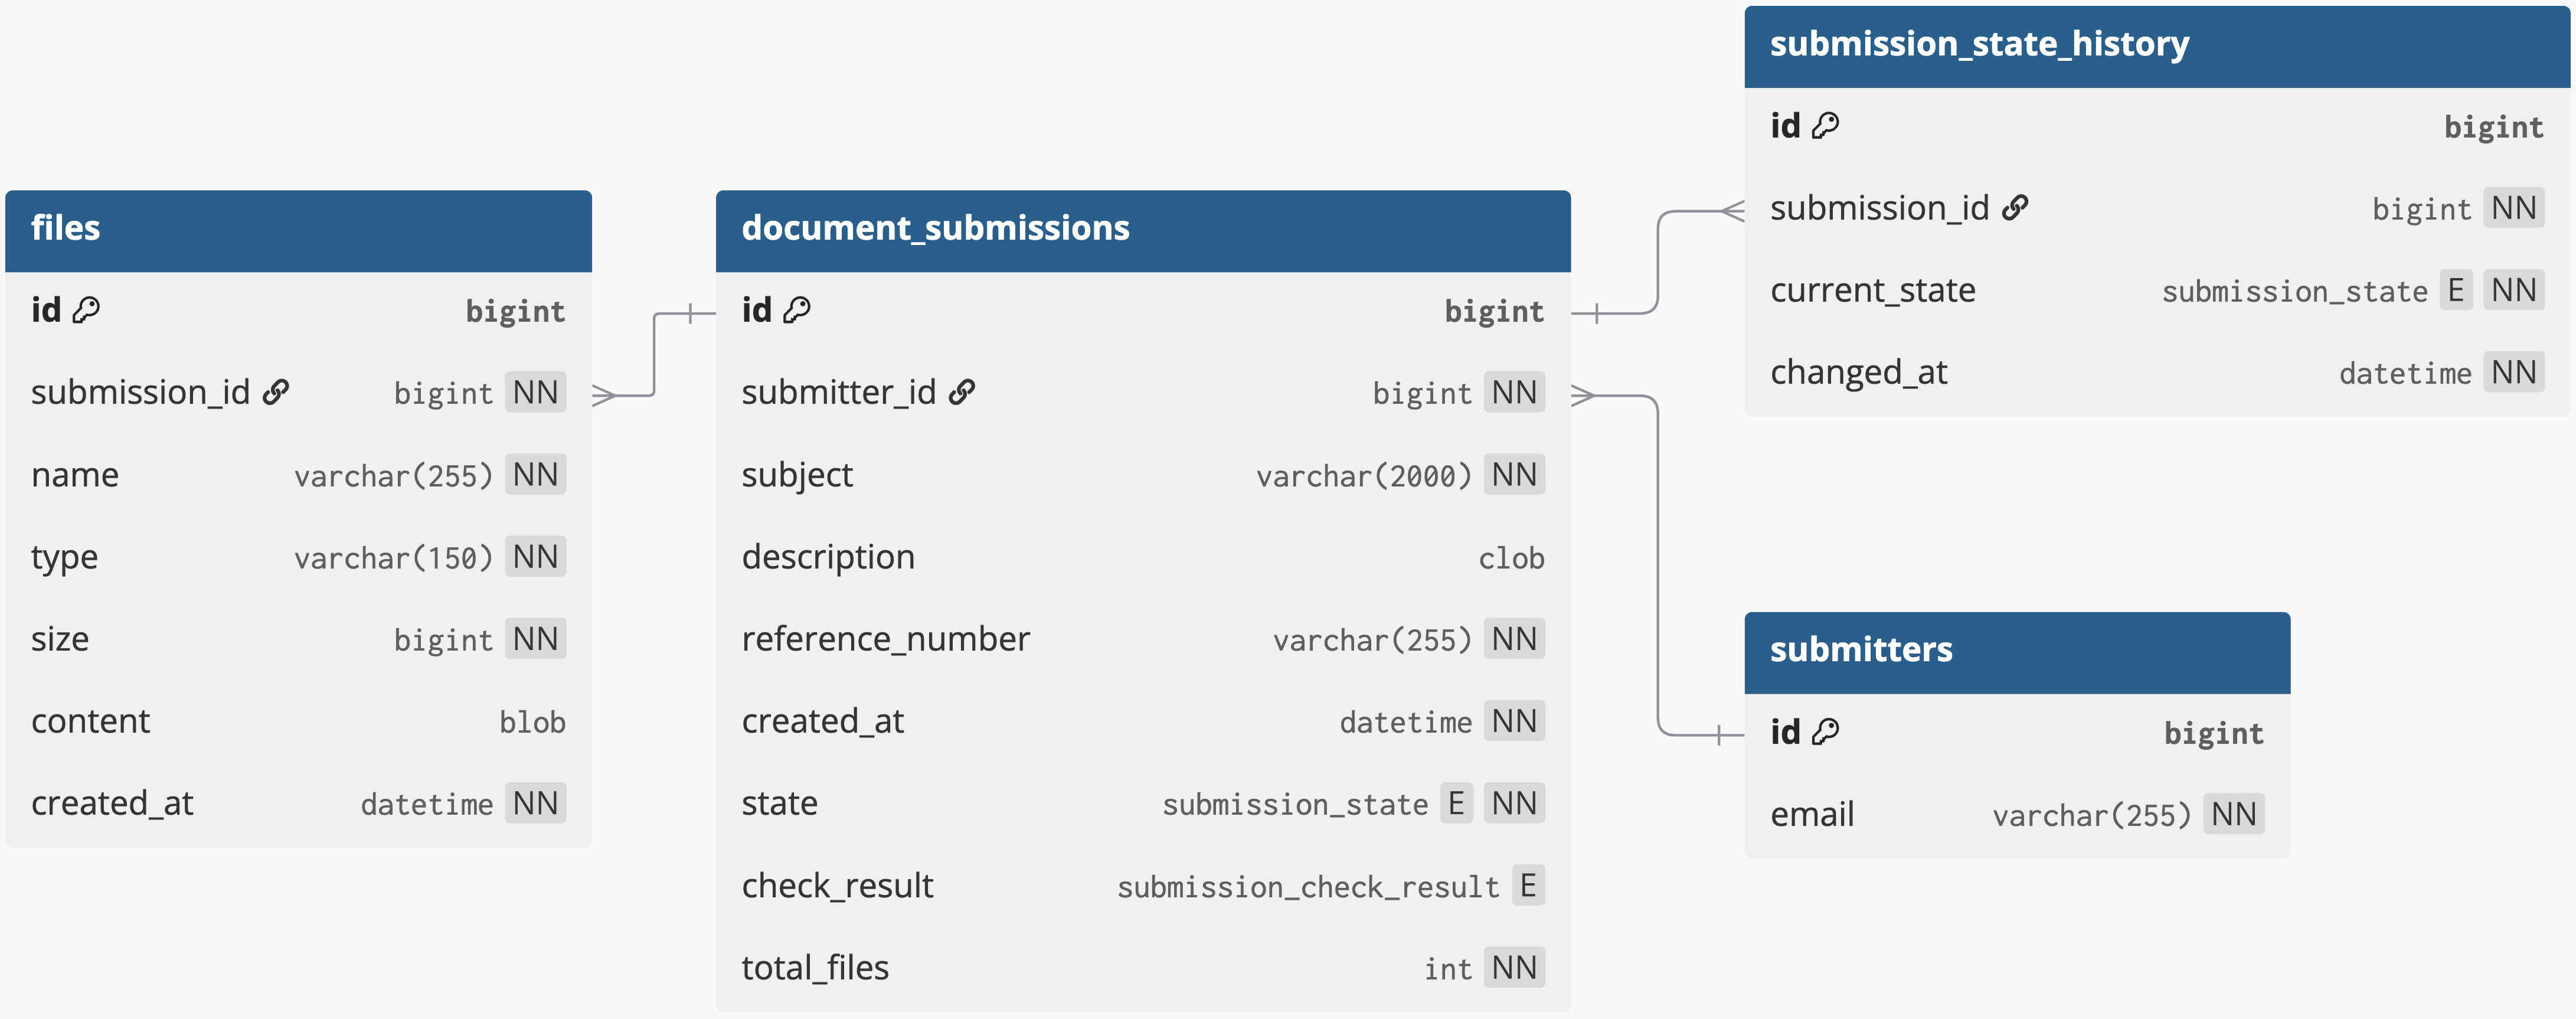 files
id bigint
submission_id bigint NN
name varchar(255) NN
type varchar(150) NN
size bigint NN
content blob
created_at datetime NN
document_submissions
id bigint
submitter_id bigint NN
subject varchar(2000) NN
description clob
reference_number varchar(255) NN
created_at datetime NN
state submission_state E NN
check_result submission_check_result E
total_files int NN
submission_state_history
id bigint
submission_id bigint NN
current_state submission_state E NN
changed_at datetime NN
submitters
id bigint
email varchar(255) NN